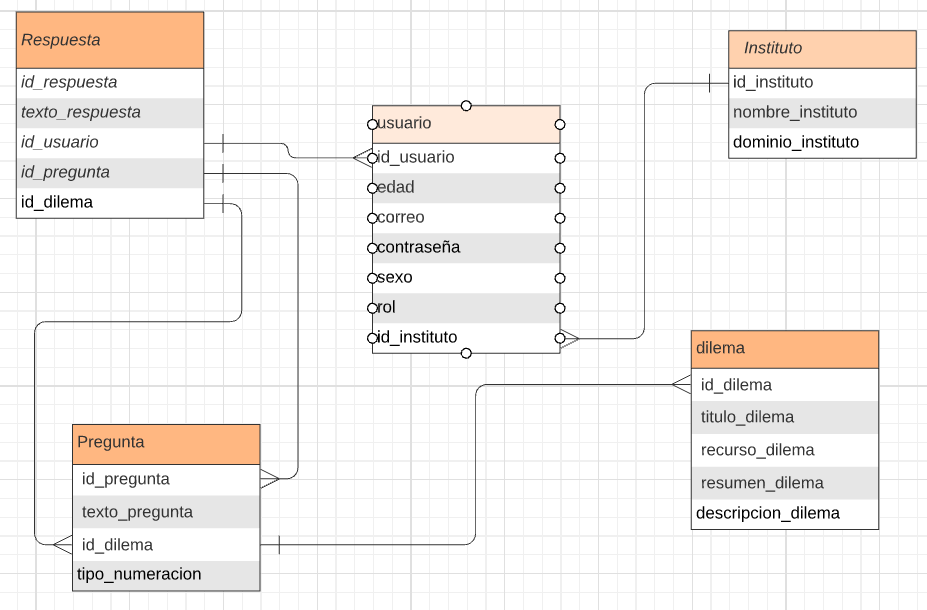 Respuesta
id_respuesta
texto_respuesta
id_usuario
id_pregunta
id_dilema
usuario
id_usuario
edad
correo
contraseña
sexo
rol
id_instituto
Instituto
id_instituto
nombre_instituto
dominio_instituto
Pregunta
id_pregunta
texto_pregunta
id_dilema
tipo_numeracion
dilema
id_dilema
titulo_dilema
recurso_dilema
resumen_dilema
descripcion_dilema